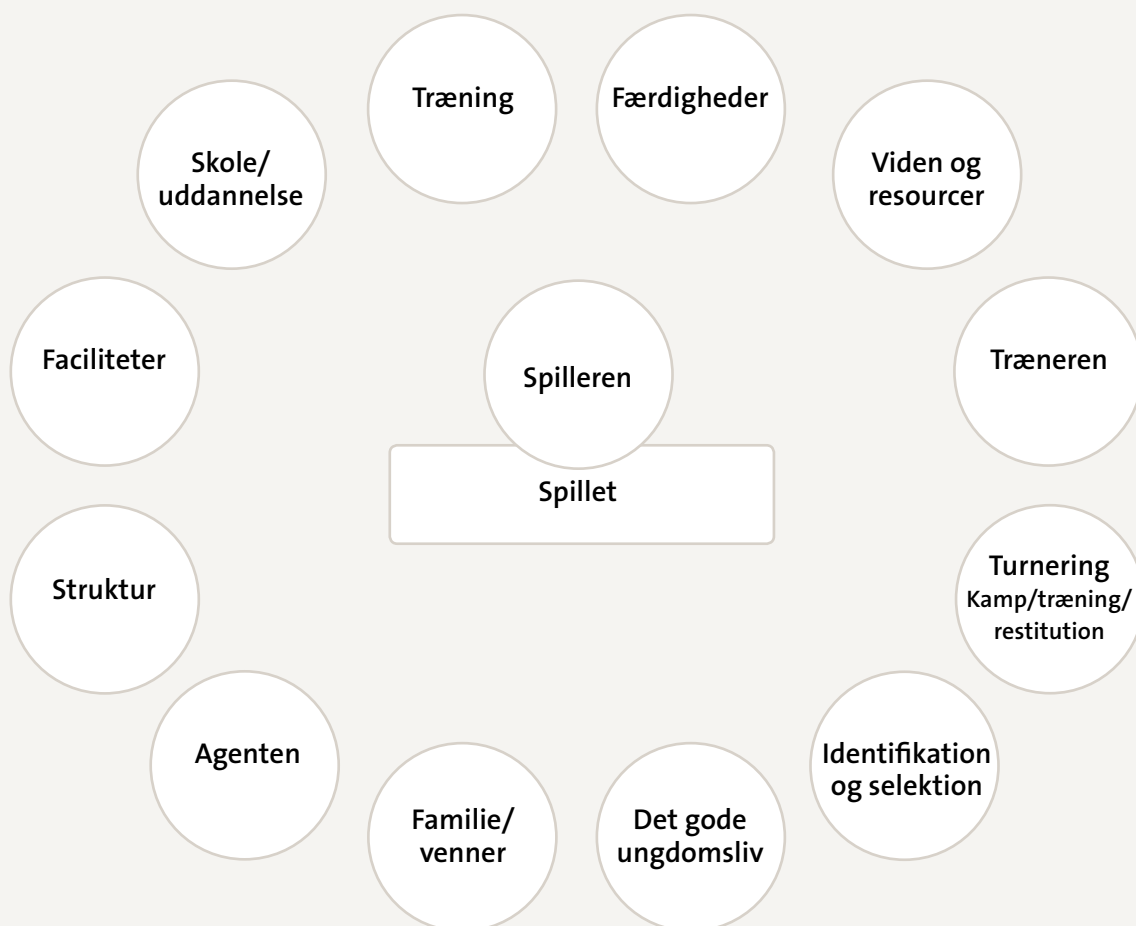 Træning
Færdigheder
Skole/
uddannelse
Viden og
resourcer
Faciliteter
Spilleren
Træneren
Spillet
Struktur
Turnering
Kamp/træning/
restitution
Agenten
Identifikation
og selektion
Familie/
venner
Det gode
ungdomsliv